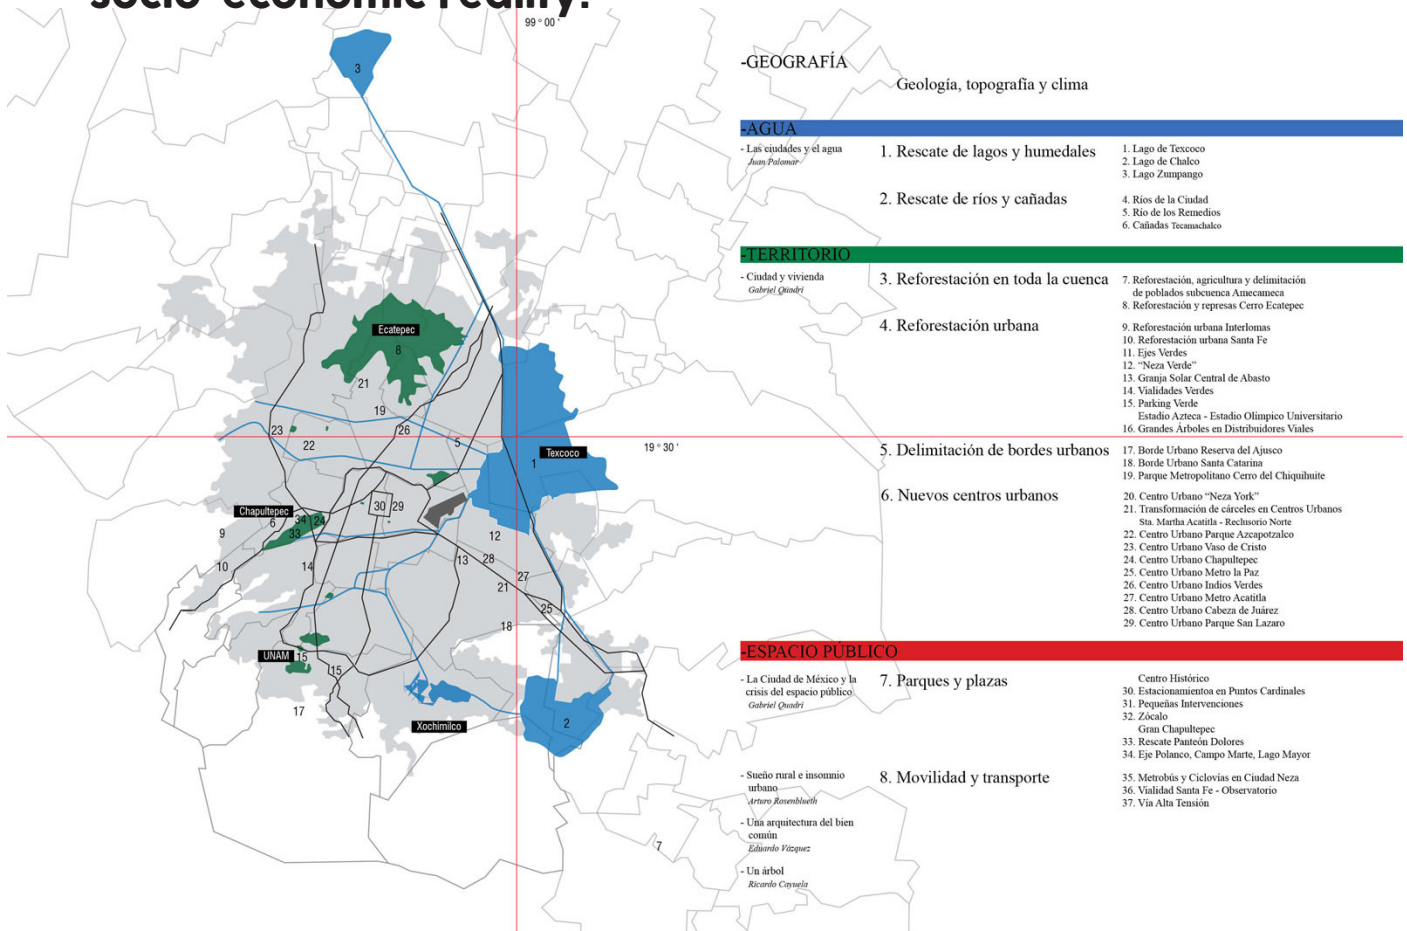 socio-economic reality.
99 ° 00 '
3
Ecatepec
8
21
19
23
22
26
5
19 ° 30 '
Texcoco
1
Chapultepec
30
29
6
34
24
33
9
12
10
14
13
28
27
21
25
18
UNAM
15
15
17
Xochimilco
2
7
-GEOGRAFÍA
Geología, topografía y clima
-AGUA
- Las ciudades y el agua
Juan Palomar
1. Rescate de lagos y humedales
1. Lago de Texcoco
2. Lago de Chalco
3. Lago Zumpango
2. Rescate de ríos y cañadas
4. Ríos de la Ciudad
5. Río de los Remedios
6. Cañadas Tecamachalco
-TERRITORIO
- Ciudad y vivienda
Gabriel Quadri
3. Reforestación en toda la cuenca
7. Reforestación, agricultura y delimitación
de poblados subcuenca Amecameca
8. Reforestación y represas Cerro Ecatepec
4. Reforestación urbana
9. Reforestación urbana Interlomas
10. Reforestación urbana Santa Fe
11. Ejes Verdes
12. “Neza Verde”
13. Granja Solar Central de Abasto
14. Vialidades Verdes
15. Parking Verde
Estadio Azteca - Estadio Olímpico Universitario
16. Grandes Árboles en Distribuidores Viales
5. Delimitación de bordes urbanos
17. Borde Urbano Reserva del Ajusco
18. Borde Urbano Santa Catarina
19. Parque Metropolitano Cerro del Chiquihuite
6. Nuevos centros urbanos
20. Centro Urbano “Neza York”
21. Transformación de cárceles en Centros Urbanos
Sta. Martha Acatitla - Reclusorio Norte
22. Centro Urbano Parque Azcapotzalco
23. Centro Urbano Vaso de Cristo
24. Centro Urbano Chapultepec
25. Centro Urbano Metro la Paz
26. Centro Urbano Indios Verdes
27. Centro Urbano Metro Acatitla
28. Centro Urbano Cabeza de Juárez
29. Centro Urbano Parque San Lazaro
-ESPACIO PÚBLICO
- La Ciudad de México y la
crisis del espacio público
Gabriel Quadri
7. Parques y plazas
Centro Histórico
30. Estacionamientoa en Puntos Cardinales
31. Pequeñas Intervenciones
32. Zócalo
Gran Chapultepec
33. Rescate Panteón Dolores
34. Eje Polanco, Campo Marte, Lago Mayor
- Sueño rural e insomnio
urbano
Arturo Rosenblueth
8. Movilidad y transporte
35. Metrobús y Ciclovías en Ciudad Neza
36. Vialidad Santa Fe - Observatorio
37. Vía Alta Tensión
- Una arquitectura del bien
común
Eduardo Vázquez
- Un árbol
Ricardo Cayuela